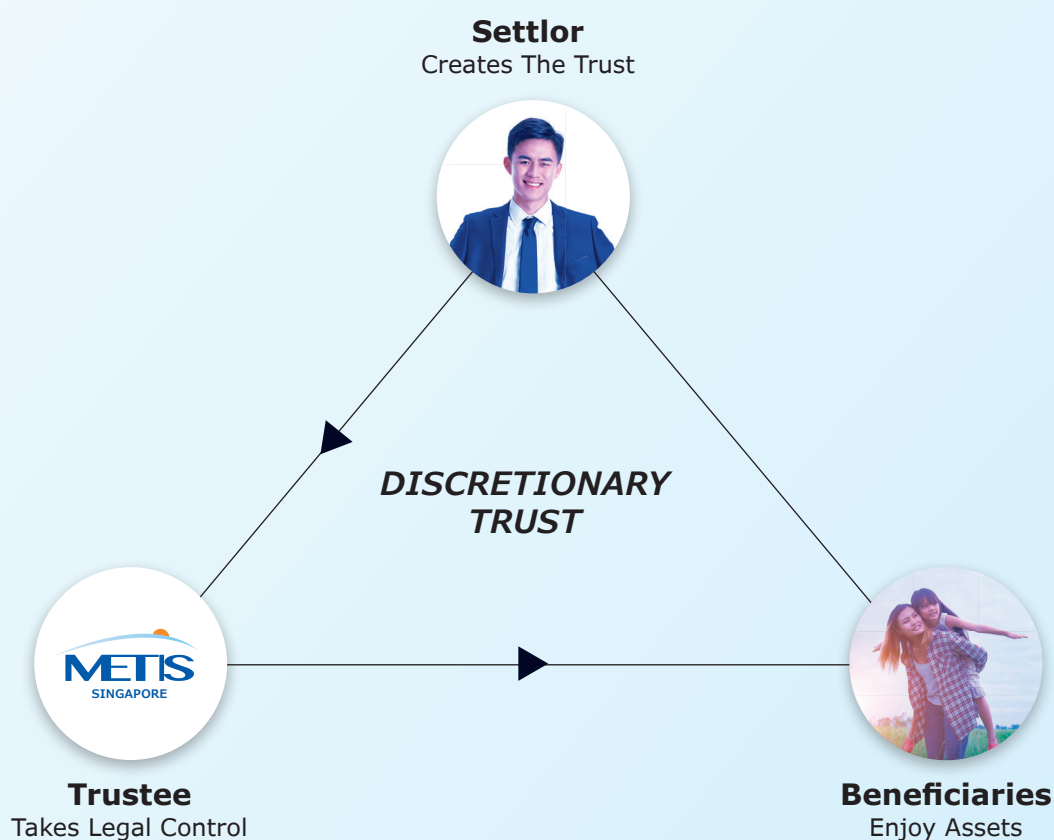 Settlor
Creates The Trust
DISCRETIONARY
TRUST
METIS
SINGAPORE
Trustee
Takes Legal Control
Beneficiaries
Enjoy Assets